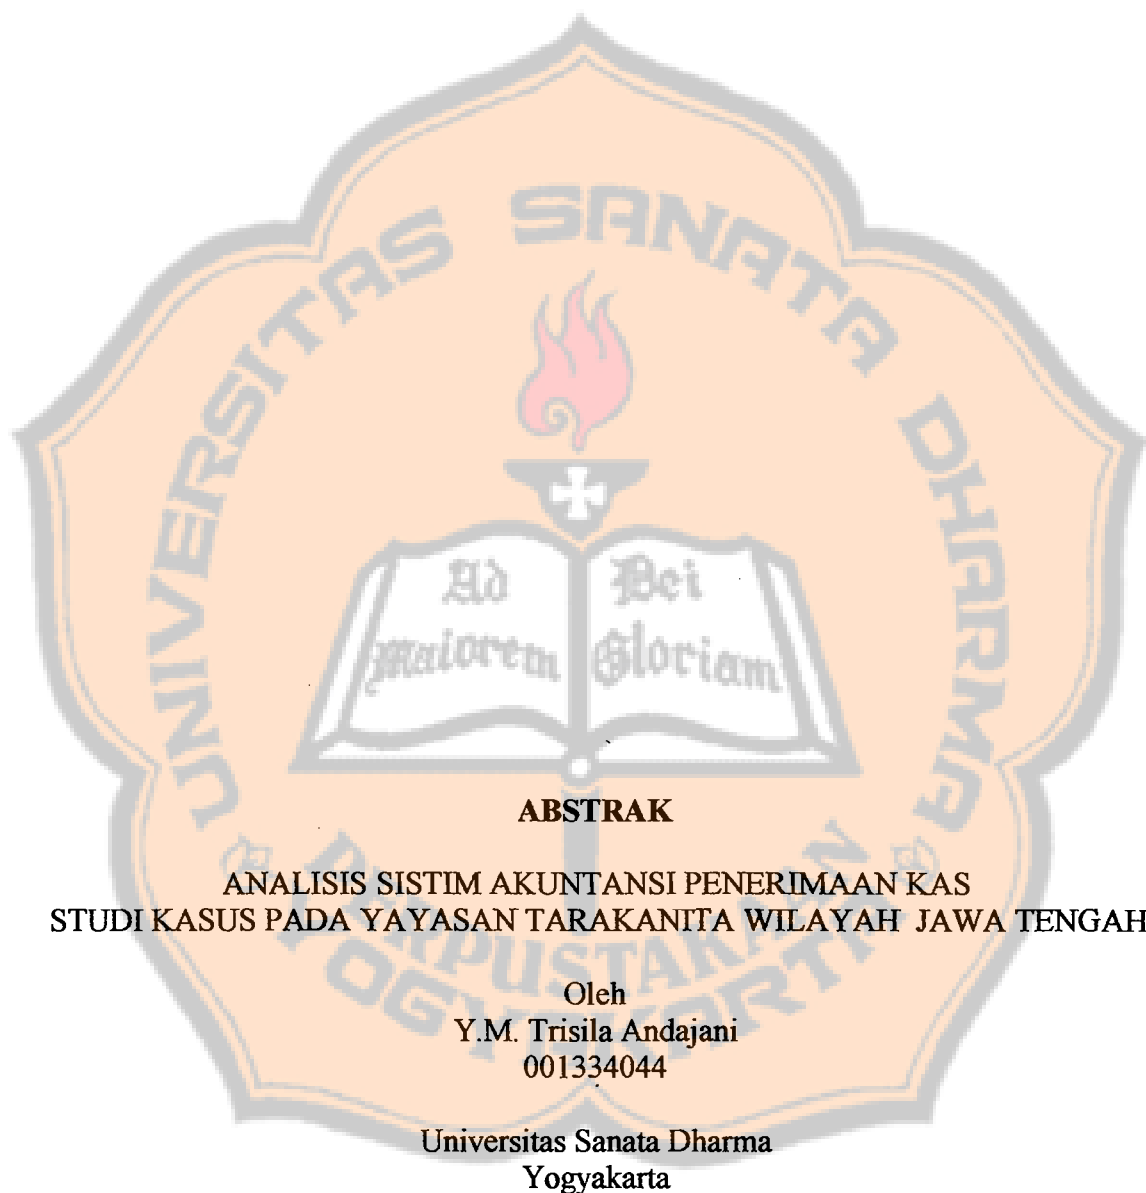 UNIVERSITAS SANATA DHARMA
Ad
Maiorem
Dei
Gloriam
PERPUSTAKAAN
YOGYAKARTA
ABSTRAK
ANALISIS SISTIM AKUNTANSI PENERIMAAN KAS
STUDI KASUS PADA YAYASAN TARAKANITA WILAYAH JAWA TENGAH
Oleh
Y.M. Trisila Andajani
001334044
Universitas Sanata Dharma
Yogyakarta